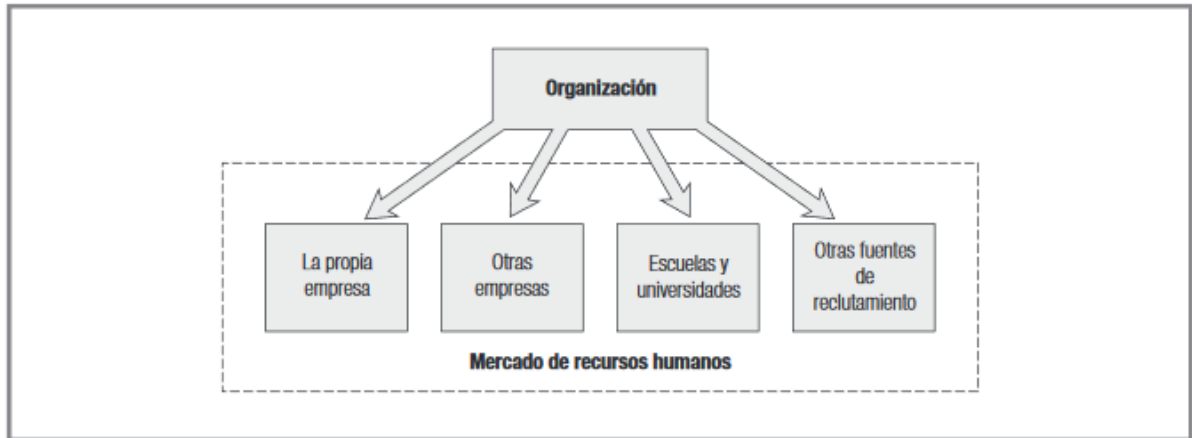 Organización
La propia
empresa
Otras
empresas
Escuelas y
universidades
Otras fuentes
de
reclutamiento
Mercado de recursos humanos